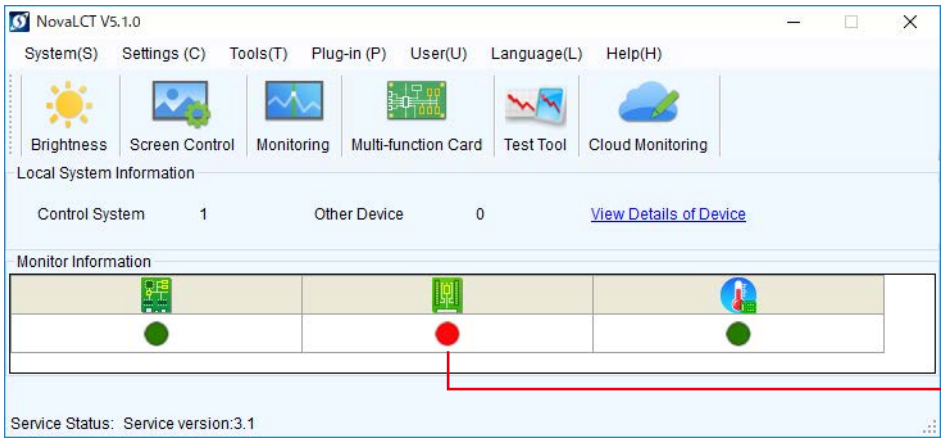 NovaLCT V5.1.0
System(S) Settings (C) Tools(T) Plug-in (P) User(U) Language(L) Help(H)
Brightness Screen Control Monitoring Multi-function Card Test Tool Cloud Monitoring
Local System Information
Control System 1 Other Device 0 View Details of Device
Monitor Information
Service Status: Service version:3.1